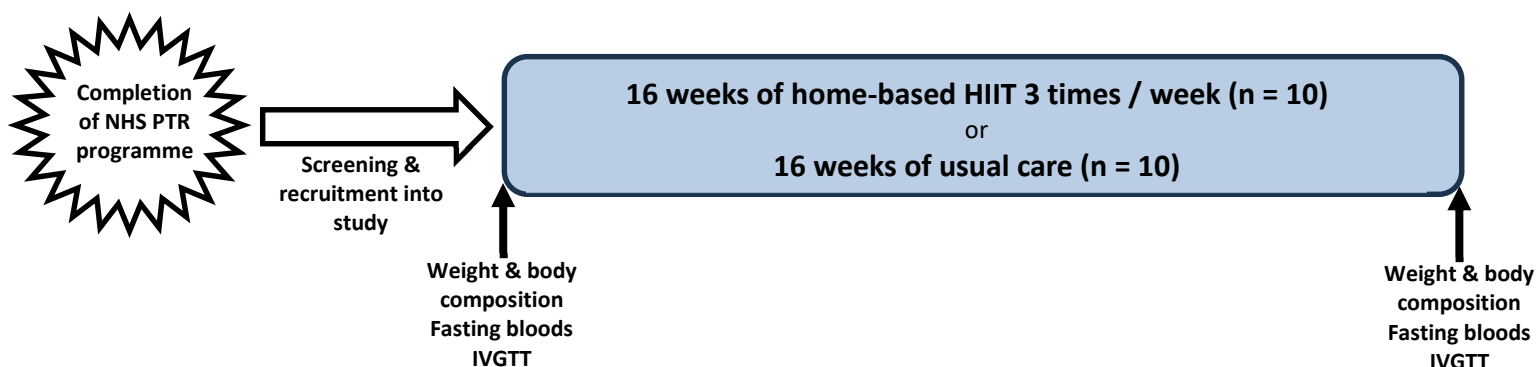 Completion
of NHS PTR
programme
Screening &
recruitment into
study
16 weeks of home-based HIIT 3 times / week (n = 10)
or
16 weeks of usual care (n = 10)
Weight & body
composition
Fasting bloods
IVGTT
Weight & body
composition
Fasting bloods
IVGTT